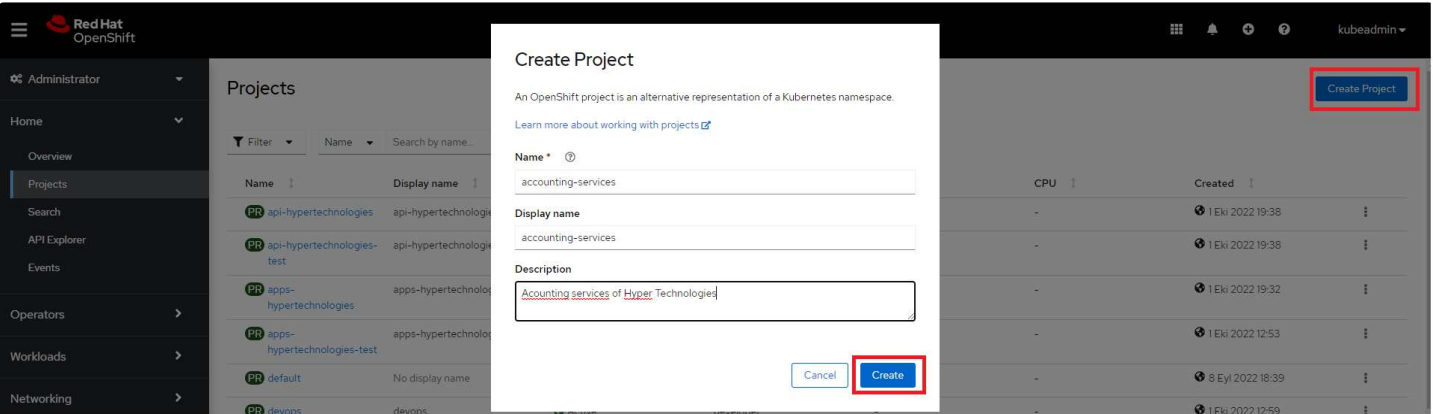 Red Hat
OpenShift
kubeadmin
Administrator
Home
Overview
Projects
Search
API Explorer
Events
Operators
Workloads
Networking
Projects
Create Project
Filter
Name
Search by name...
Name
Display name
CPU
Created
PR api-hypertechnologies
api-hypertechnologie
-
1 Eki 2022 19:38
PR api-hypertechnologies-
test
api-hypertechnologie
-
1 Eki 2022 19:38
PR apps-
hypertechnologies
apps-hypertechnolog
-
1 Eki 2022 19:32
PR apps-
hypertechnologies-test
apps-hypertechnolog
-
1 Eki 2022 12:53
PR default
No display name
-
8 Eyl 2022 18:39
PR devops
devops
1 Eki 2022 12:59
Create Project
An OpenShift project is an alternative representation of a Kubernetes namespace.
Learn more about working with projects
Name *
accounting-services
Display name
accounting-services
Description
Acounting services of Hyper Technologies
Cancel
Create